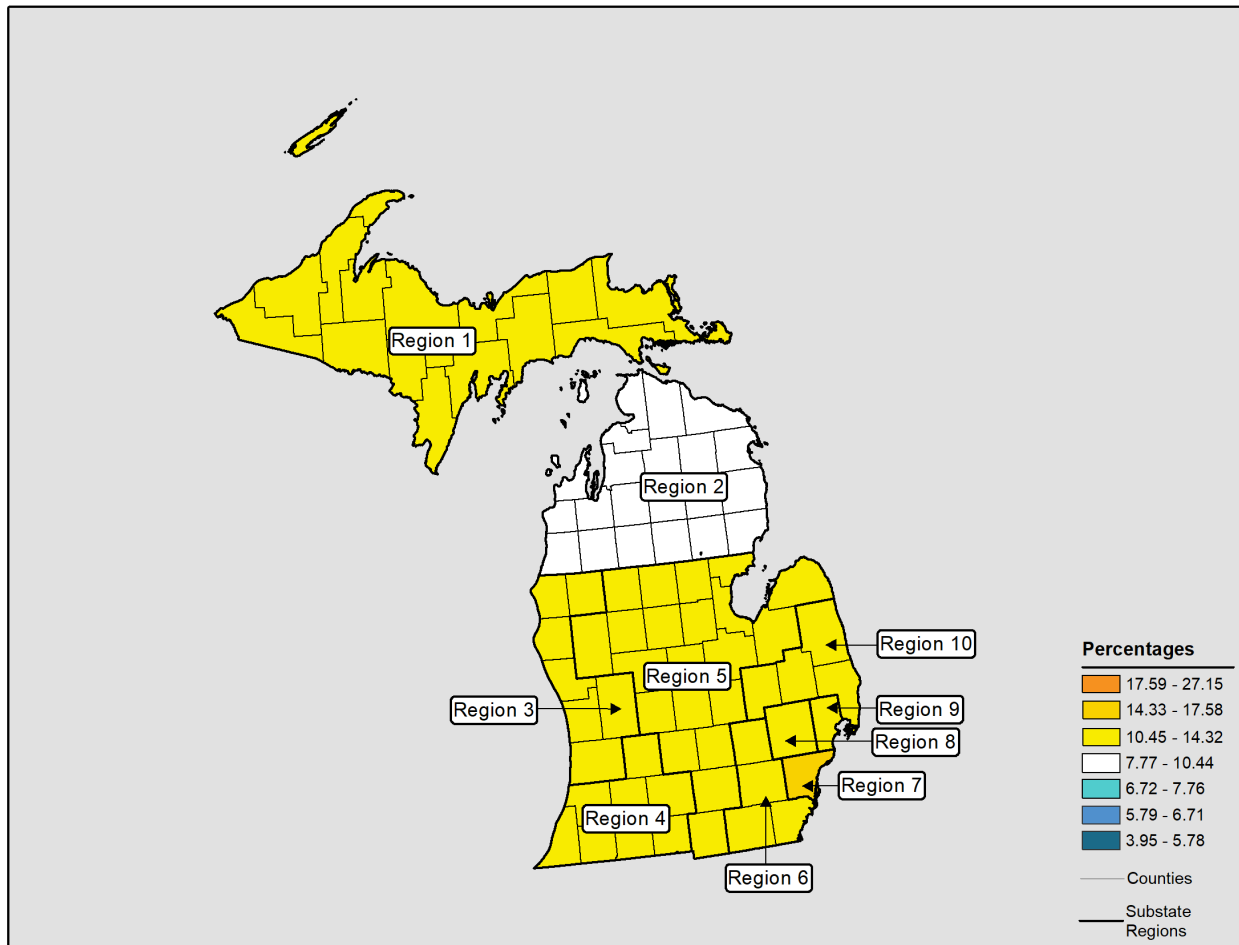 Region 1
Region 2
Region 10
Region 5
Region 3
Region 9
Region 8
Region 7
Region 4
Region 6
Percentages
17.59 - 27.15
14.33 - 17.58
10.45 - 14.32
7.77 - 10.44
6.72 - 7.76
5.79 - 6.71
3.95 - 5.78
Counties
Substate
Regions